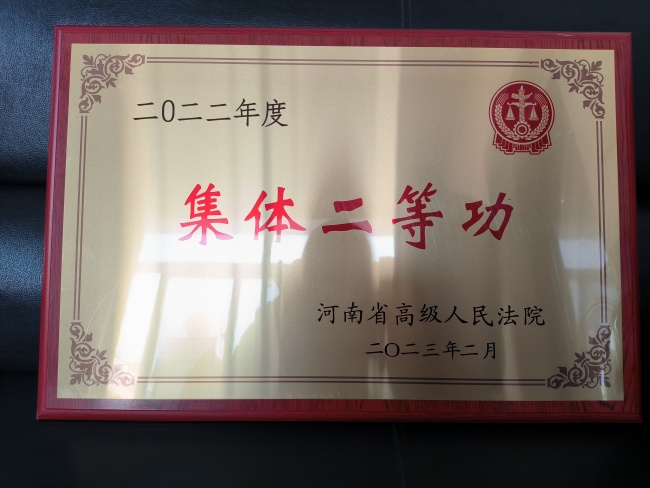 二〇二二年度
集体二等功
河南省高级人民法院
二〇二三年二月